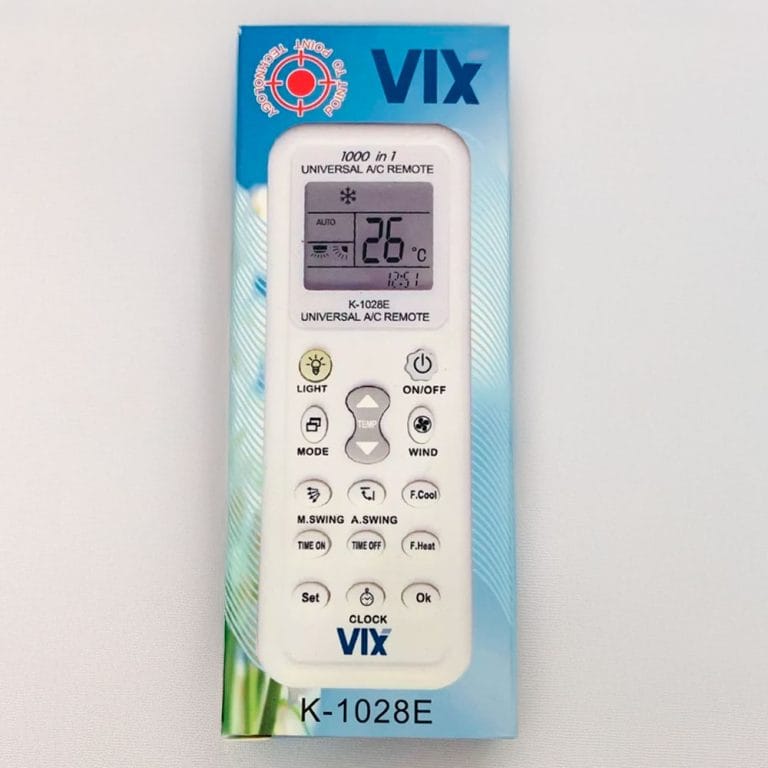 POINT TO POINT TECHNOLOGY
VIX
1000 in 1
UNIVERSAL A/C REMOTE
AUTO
26 °C
12:51
K-1028E
UNIVERSAL A/C REMOTE
LIGHT
ON/OFF
TEMP
MODE
WIND
F.Cool
M.SWING A.SWING
TIME ON TIME OFF F.Heat
Set Ok
CLOCK
VIX
K-1028E